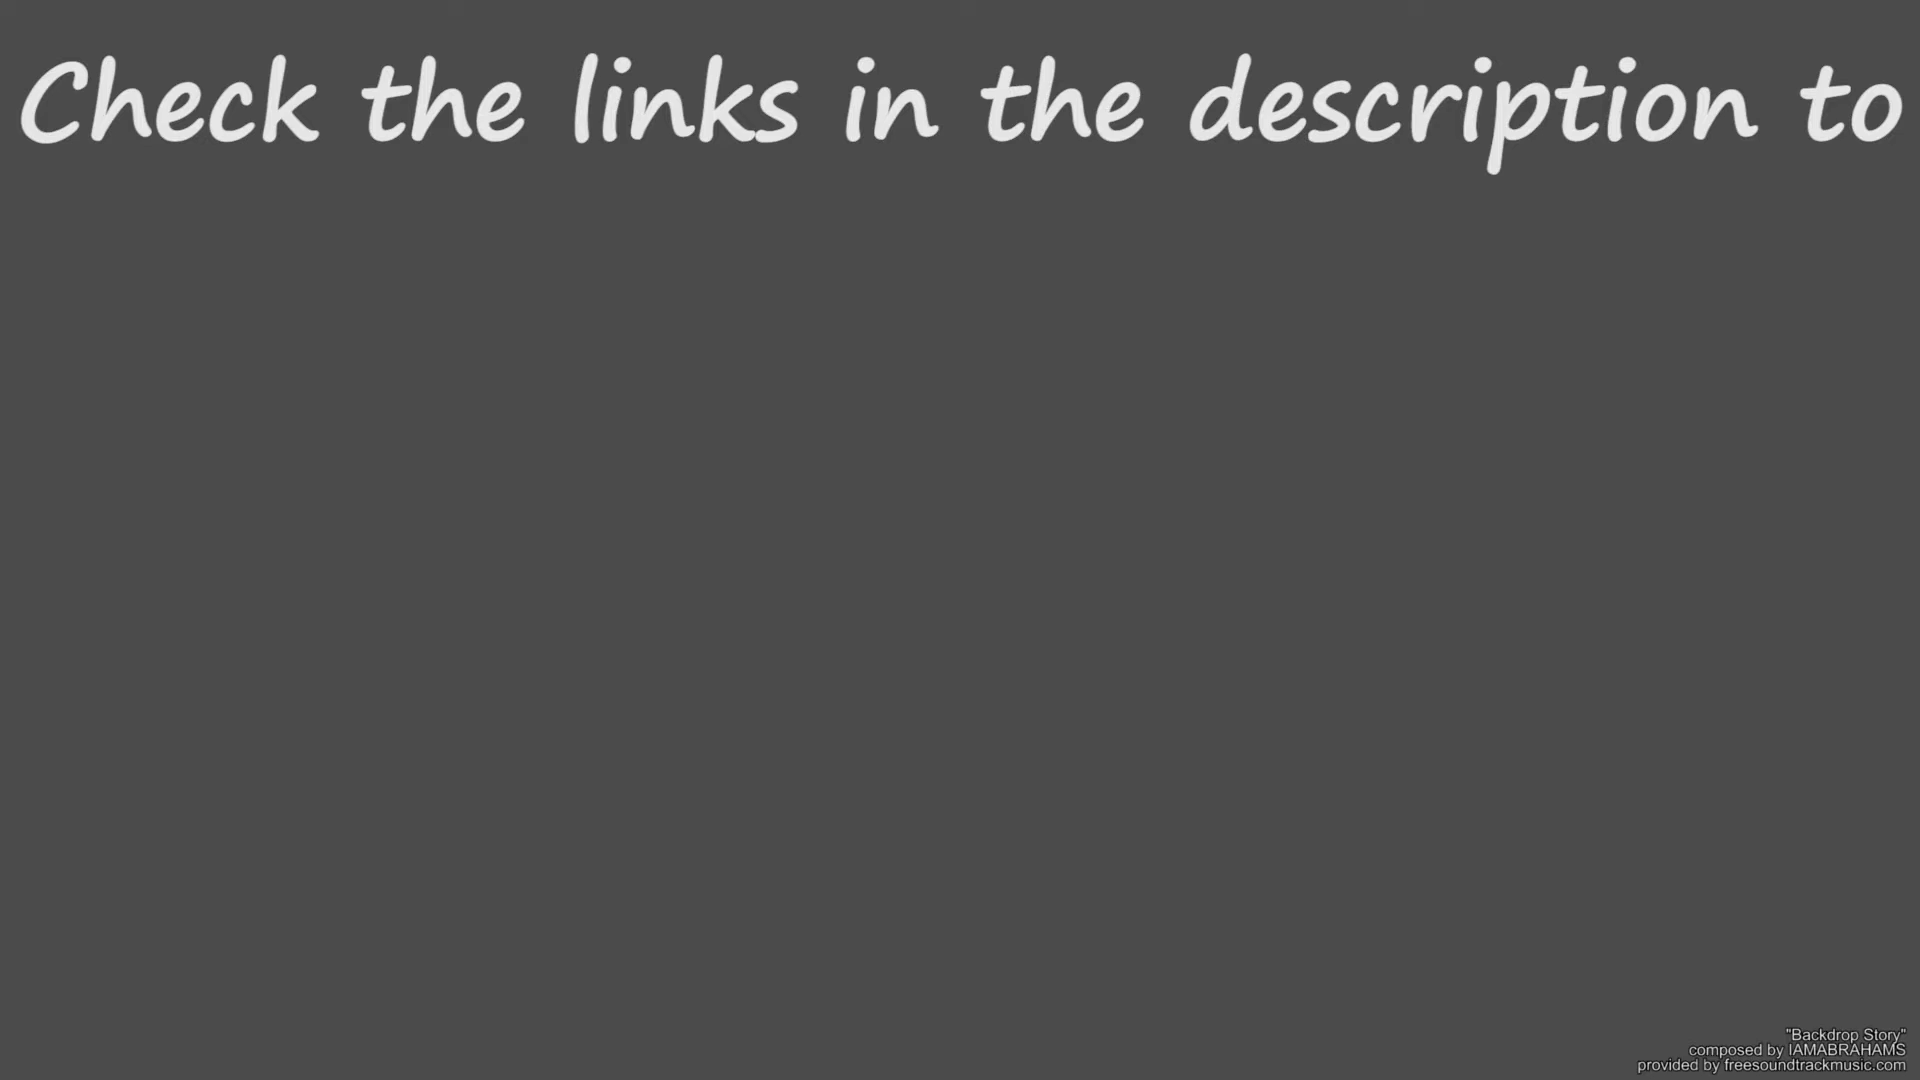 Check the links in the description to
"Backdrop Story"
composed by IAMABRAHAMS
provided by freesoundtrackmusic.com